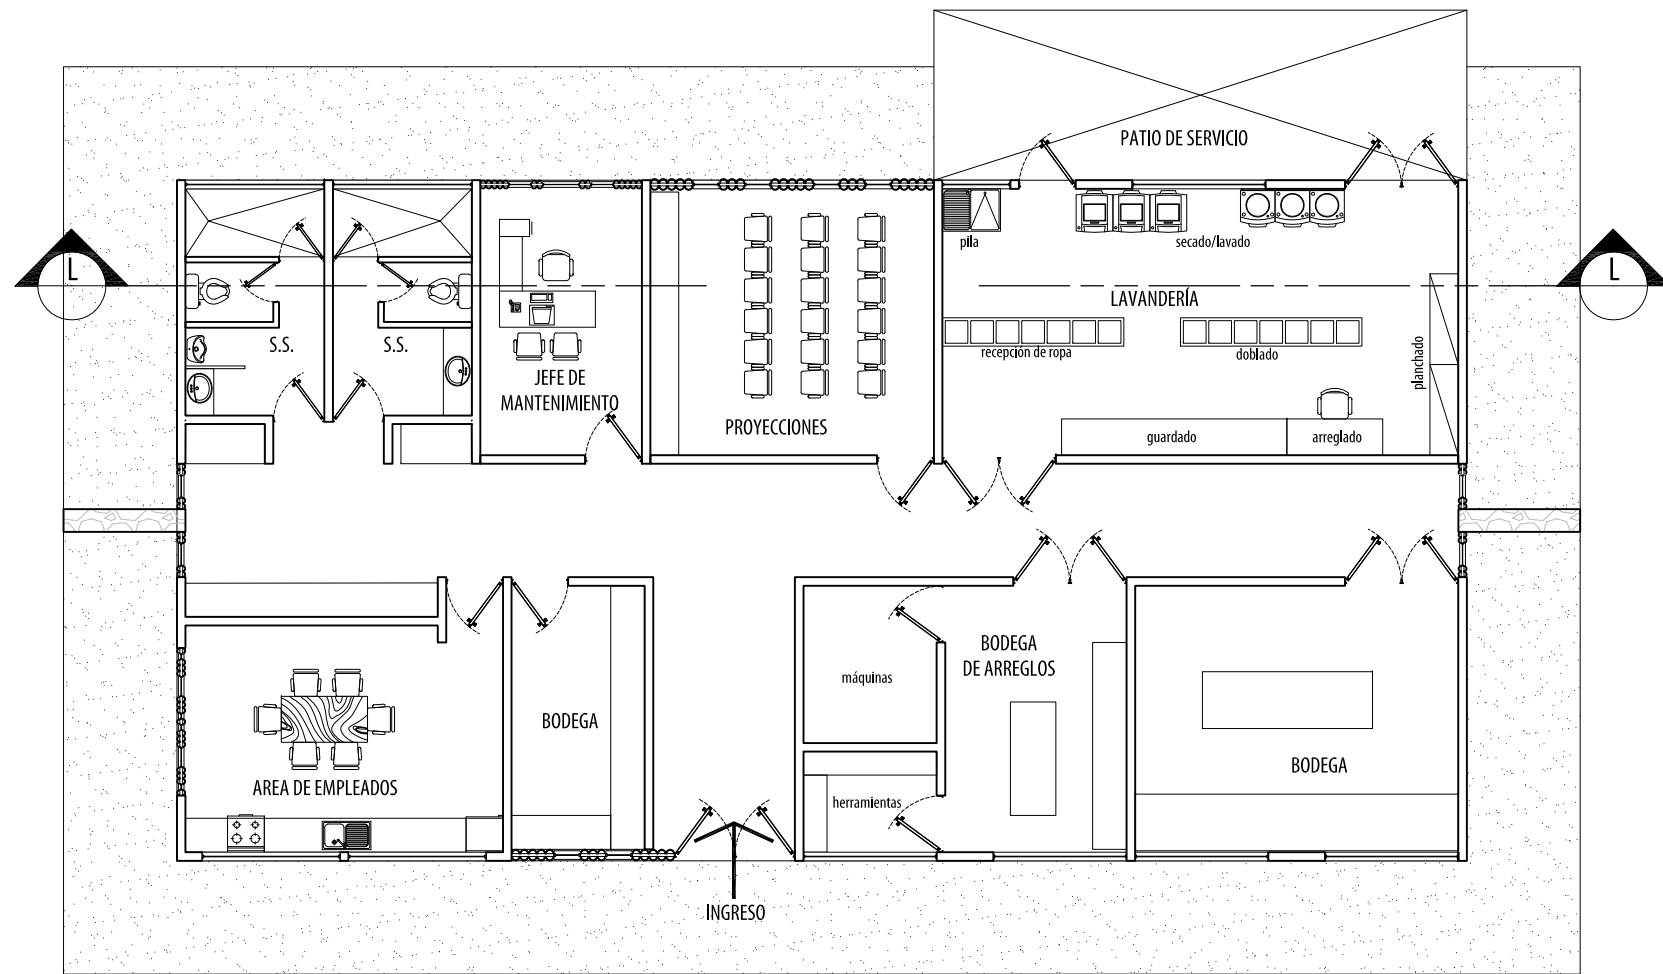 PATIO DE SERVICIO
pila
secado/lavado
L
L
LAVANDERÍA
S.S.
S.S.
recepción de ropa
doblado
planchado
JEFE DE
MANTENIMIENTO
PROYECCIONES
guardado
arreglado
BODEGA
DE ARREGLOS
máquinas
BODEGA
BODEGA
AREA DE EMPLEADOS
herramientas
INGRESO